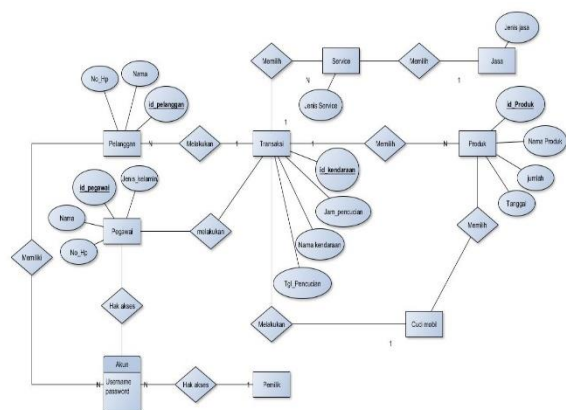 Jenis jasa
Memilih
Service
Memilih
Jasa
No_Hp
Nama
N
1
Jenis Service
id_pelanggan
id_Produk
1
Pelanggan
N
Melakukan
1
Transaksi
1
Memilih
N
Produk
Nama Produk
id_pegawai
Jenis_kelamin
id_kendaraan
jumlah
Nama
Jam_pencucian
Tanggal
Pegawai
melakukan
Memilih
Memiliki
No_Hp
Nama kendaraan
Tgl_Pencucian
Hak akses
Melakukan
Cuci mobil
1
Akun
N
Username
N
Hak akses
1
Pemilik
password